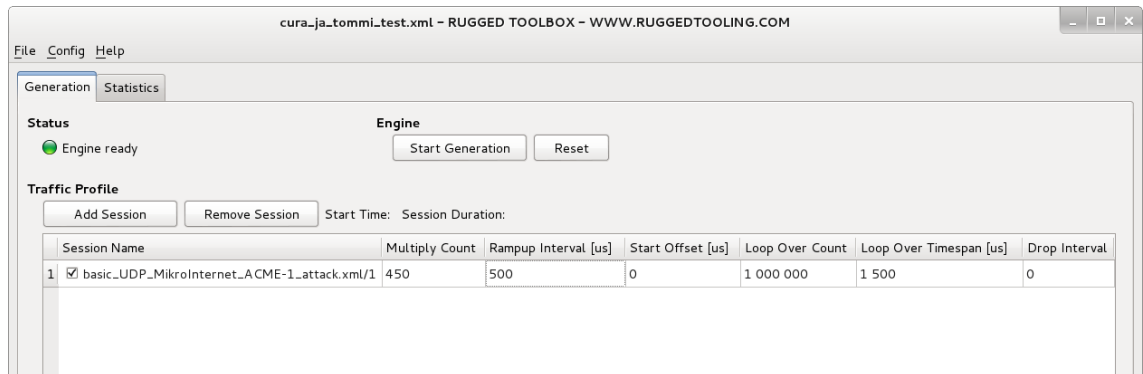 cura_ja_tommi_test.xml - RUGGED TOOLBOX - WWW.RUGGEDTOOLING.COM
File Config Help
Generation Statistics
Status Engine
Engine ready Start Generation Reset
Traffic Profile
Add Session Remove Session Start Time: Session Duration:
Session Name Multiply Count Rampup Interval [us] Start Offset [us] Loop Over Count Loop Over Timespan [us] Drop Interval
1 basic_UDP_MikroInternet_ACME-1_attack.xml/1 450 500 0 1 000 000 1 500 0